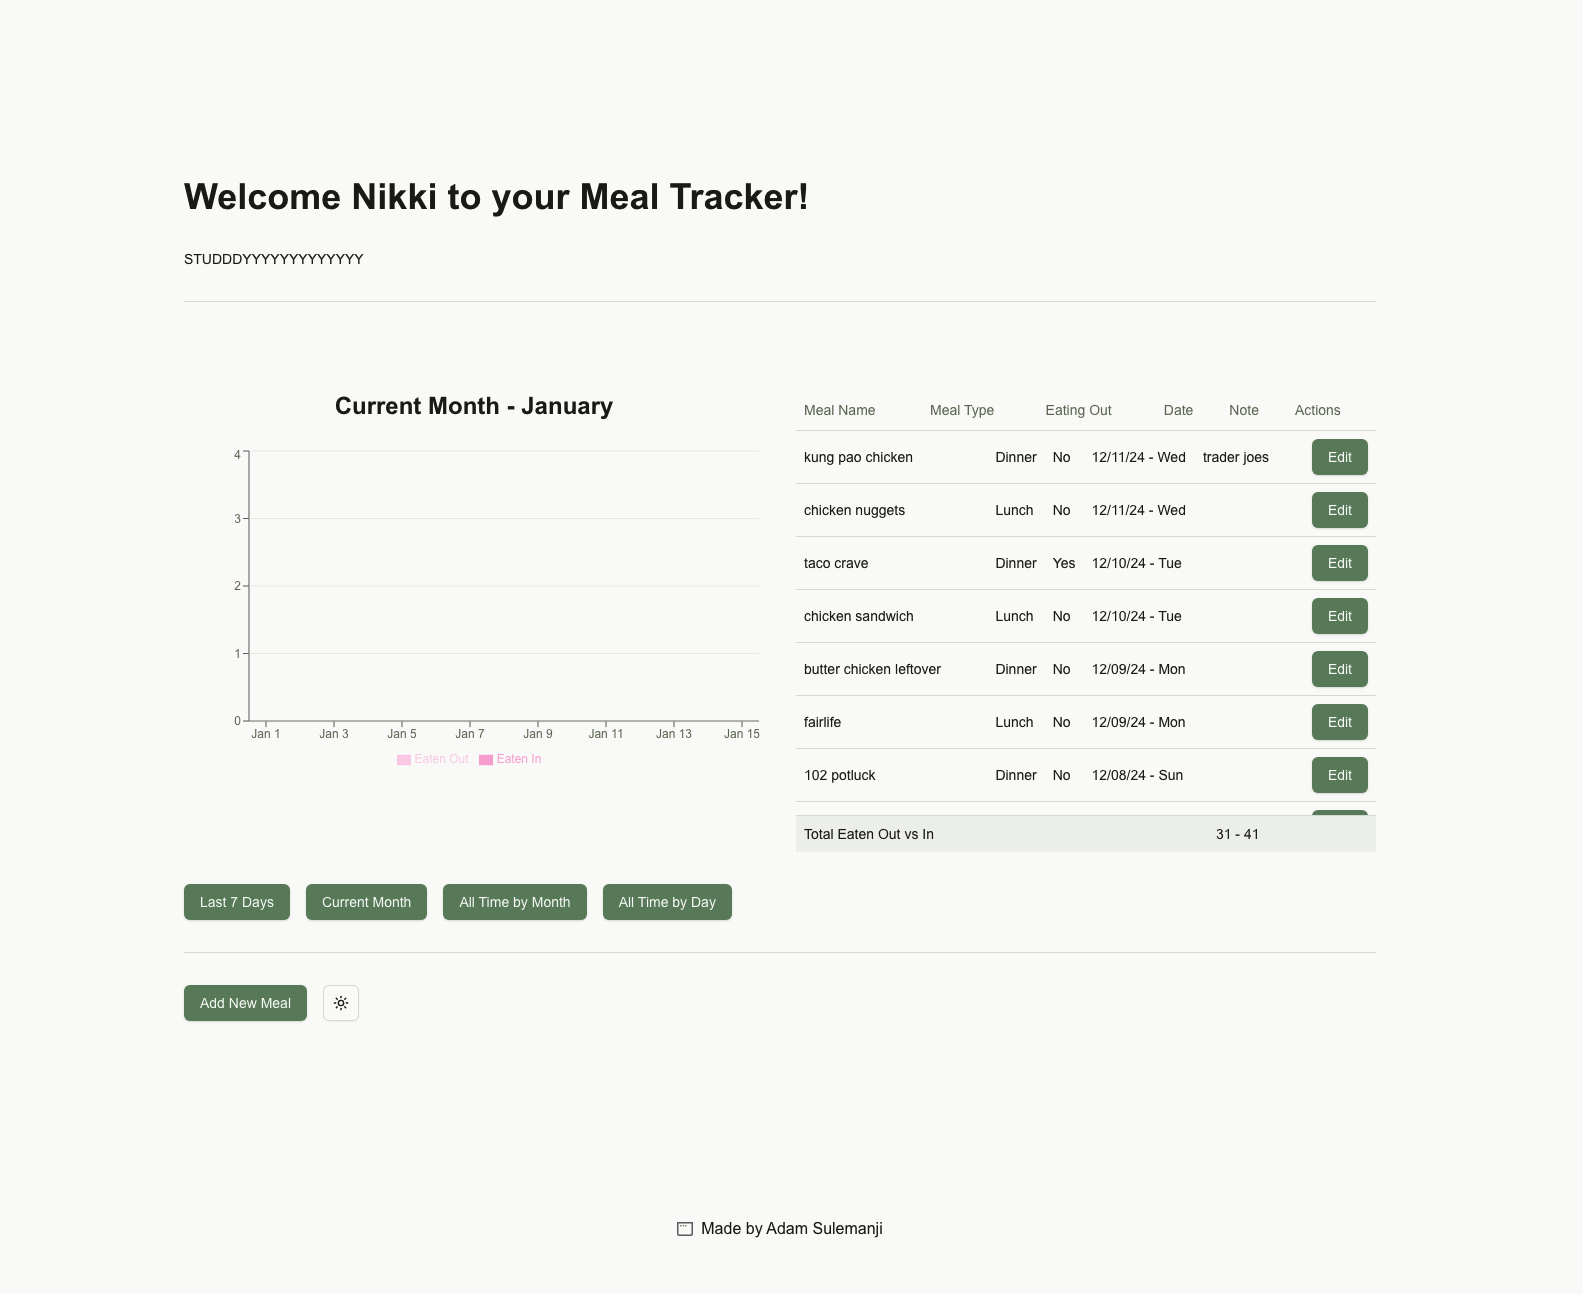 Welcome Nikki to your Meal Tracker!
STUDDDYYYYYYYYYYYYY
Current Month - January
4
3
2
1
0
Jan 1 Jan 3 Jan 5 Jan 7 Jan 9 Jan 11 Jan 13 Jan 15
Eaten Out Eaten In
Meal Name Meal Type Eating Out Date Note Actions
kung pao chicken Dinner No 12/11/24 - Wed trader joes Edit
chicken nuggets Lunch No 12/11/24 - Wed Edit
taco crave Dinner Yes 12/10/24 - Tue Edit
chicken sandwich Lunch No 12/10/24 - Tue Edit
butter chicken leftover Dinner No 12/09/24 - Mon Edit
fairlife Lunch No 12/09/24 - Mon Edit
102 potluck Dinner No 12/08/24 - Sun Edit
Total Eaten Out vs In 31 - 41
Last 7 Days Current Month All Time by Month All Time by Day
Add New Meal
Made by Adam Sulemanji